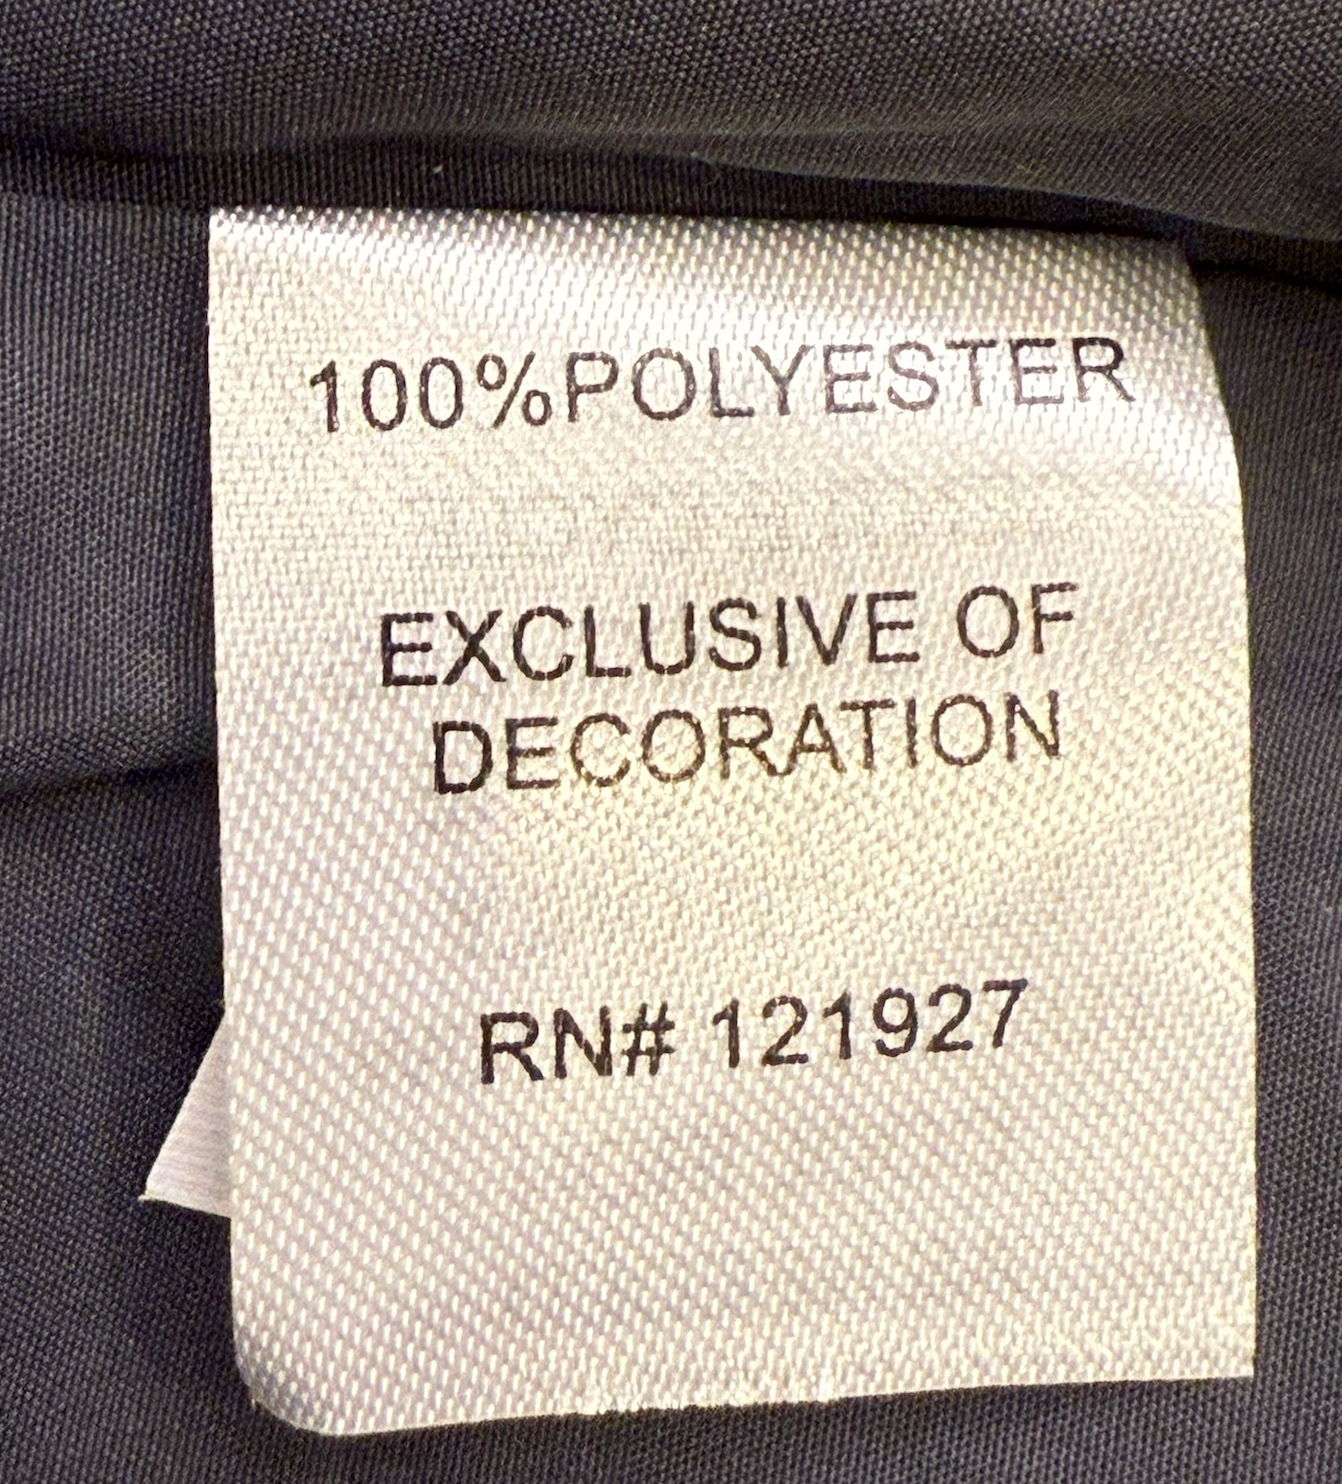 100%POLYESTER
EXCLUSIVE OF
DECORATION
RN# 121927